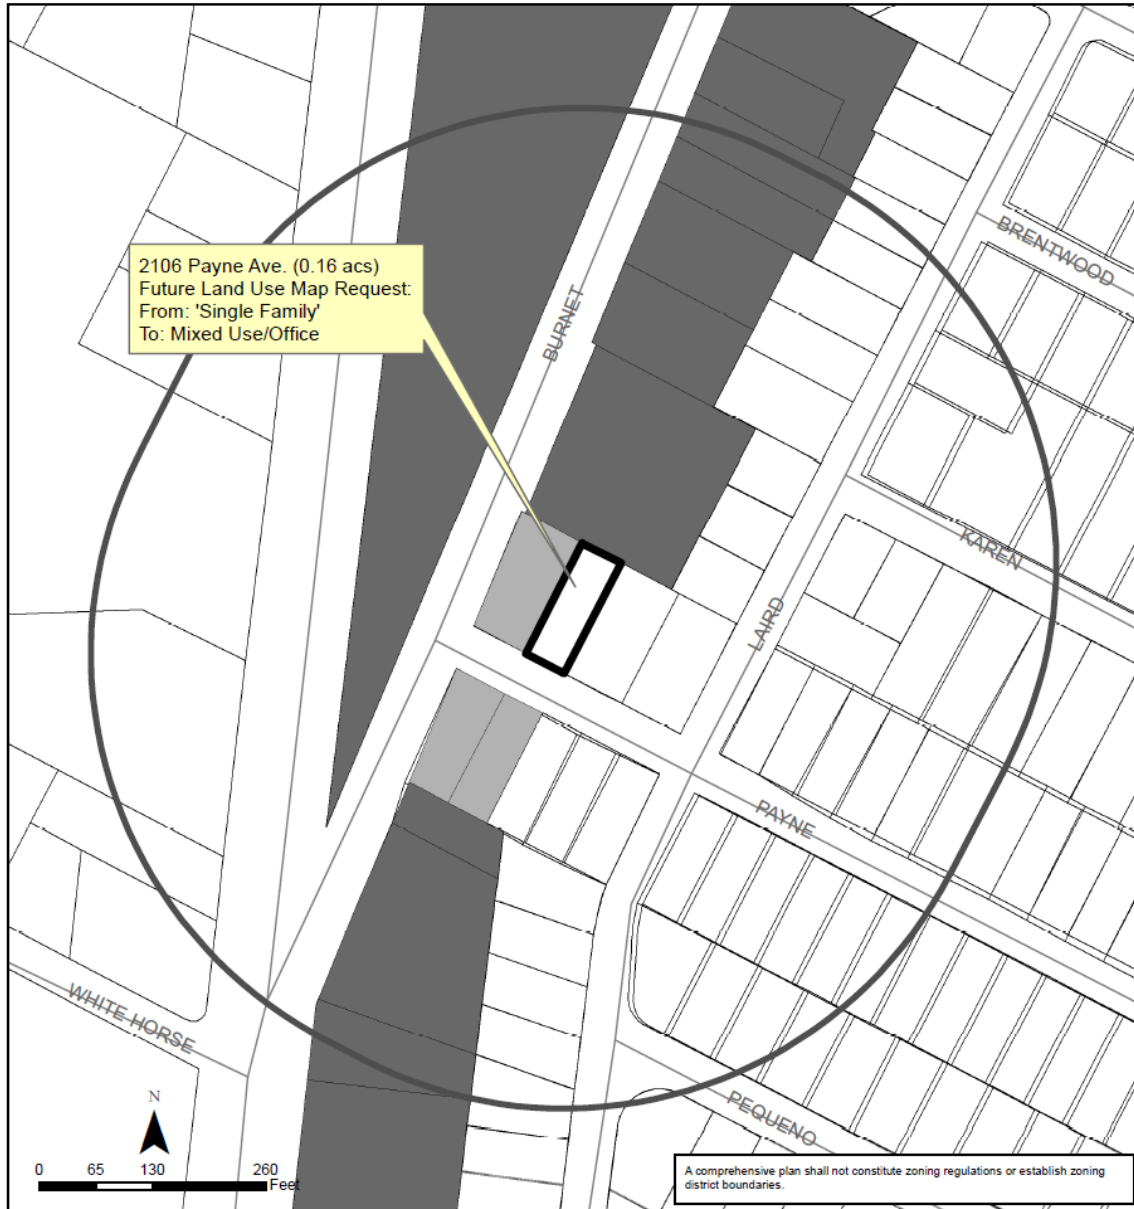 BRENTWOOD
2106 Payne Ave. (0.16 acs)
Future Land Use Map Request:
From: 'Single Family'
To: Mixed Use/Office
BURNET
KAREN
LAIRD
PAYNE
WHITE HORSE
PEQUENO
N
0 65 130 260
Feet
A comprehensive plan shall not constitute zoning regulations or establish zoning
district boundaries.